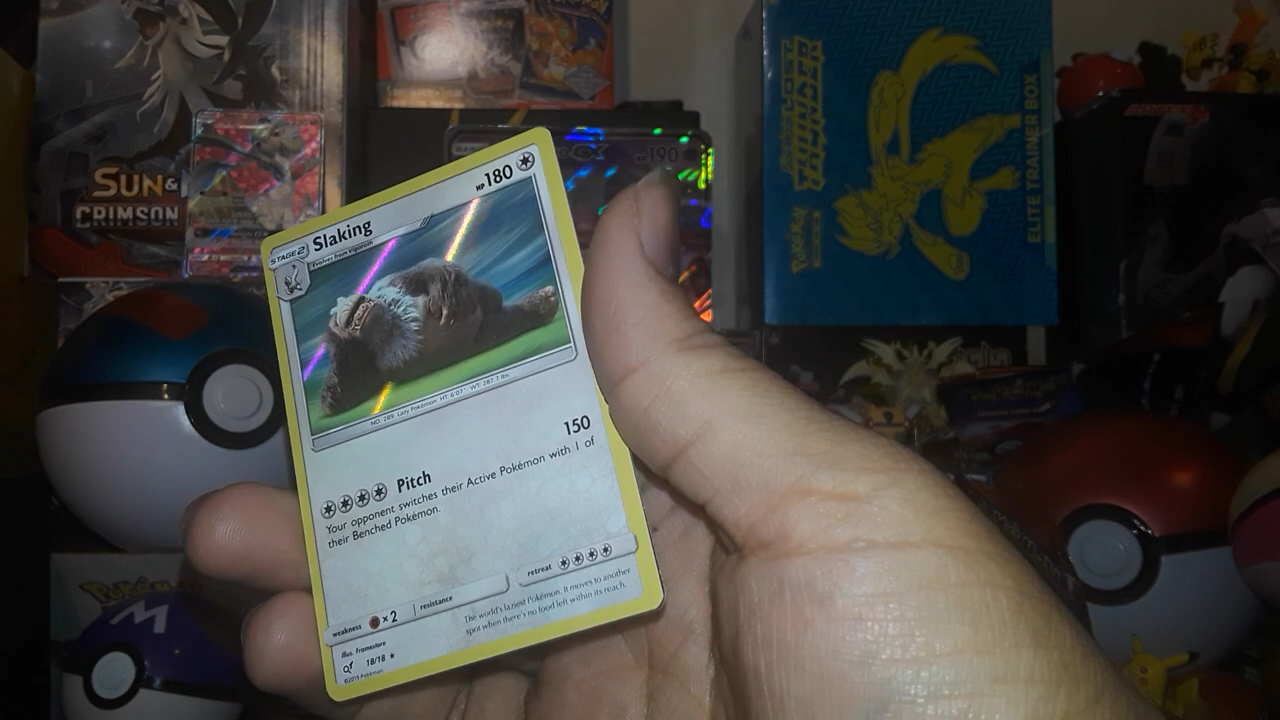 SUN&
CRIMSON
GX
190
POKÉMON
LOST
THUNDER
ELITE TRAINER BOX
HP 180
STAGE 2
Slaking
Evolves from Vigoroth
NO. 289 Lazy Pokémon HT: 6'07" WT: 287.7 lbs.
150
Pitch
Your opponent switches their Active Pokémon with 1 of
their Benched Pokémon.
retreat
weakness
×2
resistance
The world's laziest Pokémon. It moves to another
spot when there's no food left within its reach.
Illus. Framestore
18/18
©2019 Pokémon
Pokémon
M